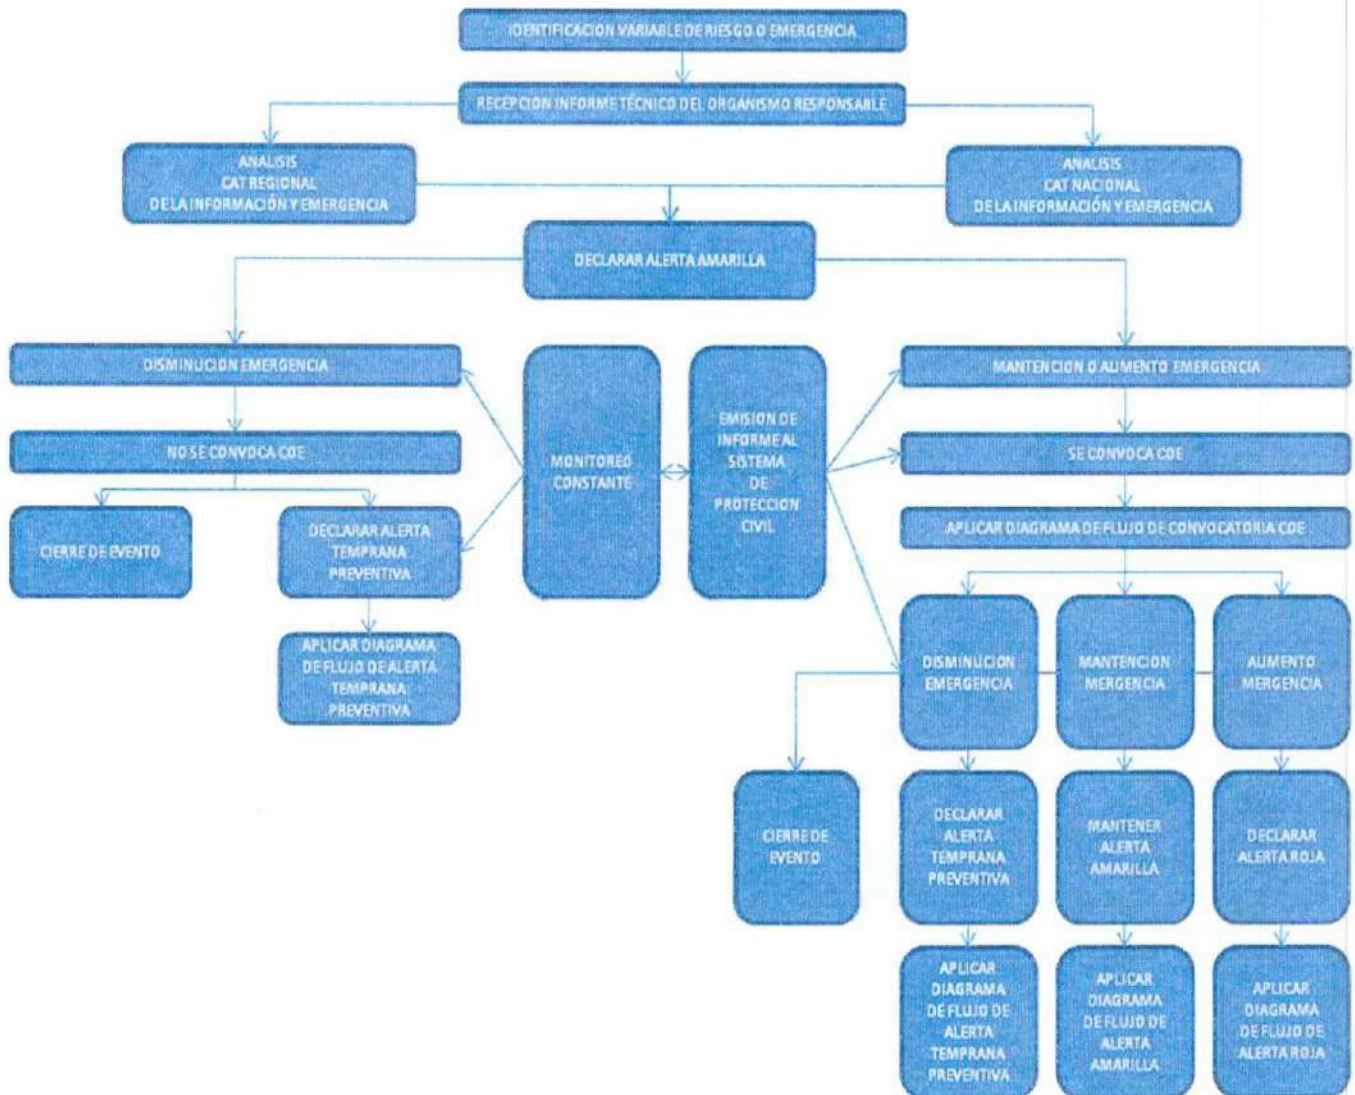 IDENTIFICACION VARIABLE DE RIESGO O EMERGENCIA
RECEPCION INFORME TÉCNICO DEL ORGANISMO RESPONSABLE
ANALISIS
CAT REGIONAL
DE LA INFORMACIÓN Y EMERGENCIA
ANALISIS
CAT NACIONAL
DE LA INFORMACIÓN Y EMERGENCIA
DECLARAR ALERTA AMARILLA
DISMINUCION EMERGENCIA
NO SE CONVOCA COE
CIERRE DE EVENTO
DECLARAR ALERTA
TEMPRANA
PREVENTIVA
APLICAR DIAGRAMA
DE FLUJO DE ALERTA
TEMPRANA
PREVENTIVA
MONITOREO
CONSTANTE
EMISION DE
INFORME AL
SISTEMA
DE
PROTECCION
CIVIL
MANTENCION O AUMENTO EMERGENCIA
SE CONVOCA COE
APLICAR DIAGRAMA DE FLUJO DE CONVOCATORIA COE
DISMINUCION
EMERGENCIA
MANTENCION
MERGENCIA
AUMENTO
MERGENCIA
CIERRE DE
EVENTO
DECLARAR
ALERTA
TEMPRANA
PREVENTIVA
MANTENER
ALERTA
AMARILLA
DECLARAR
ALERTA ROJA
APLICAR
DIAGRAMA
DE FLUJO DE
ALERTA
TEMPRANA
PREVENTIVA
APLICAR
DIAGRAMA
DE FLUJO DE
ALERTA
AMARILLA
APLICAR
DIAGRAMA
DE FLUJO DE
ALERTA ROJA